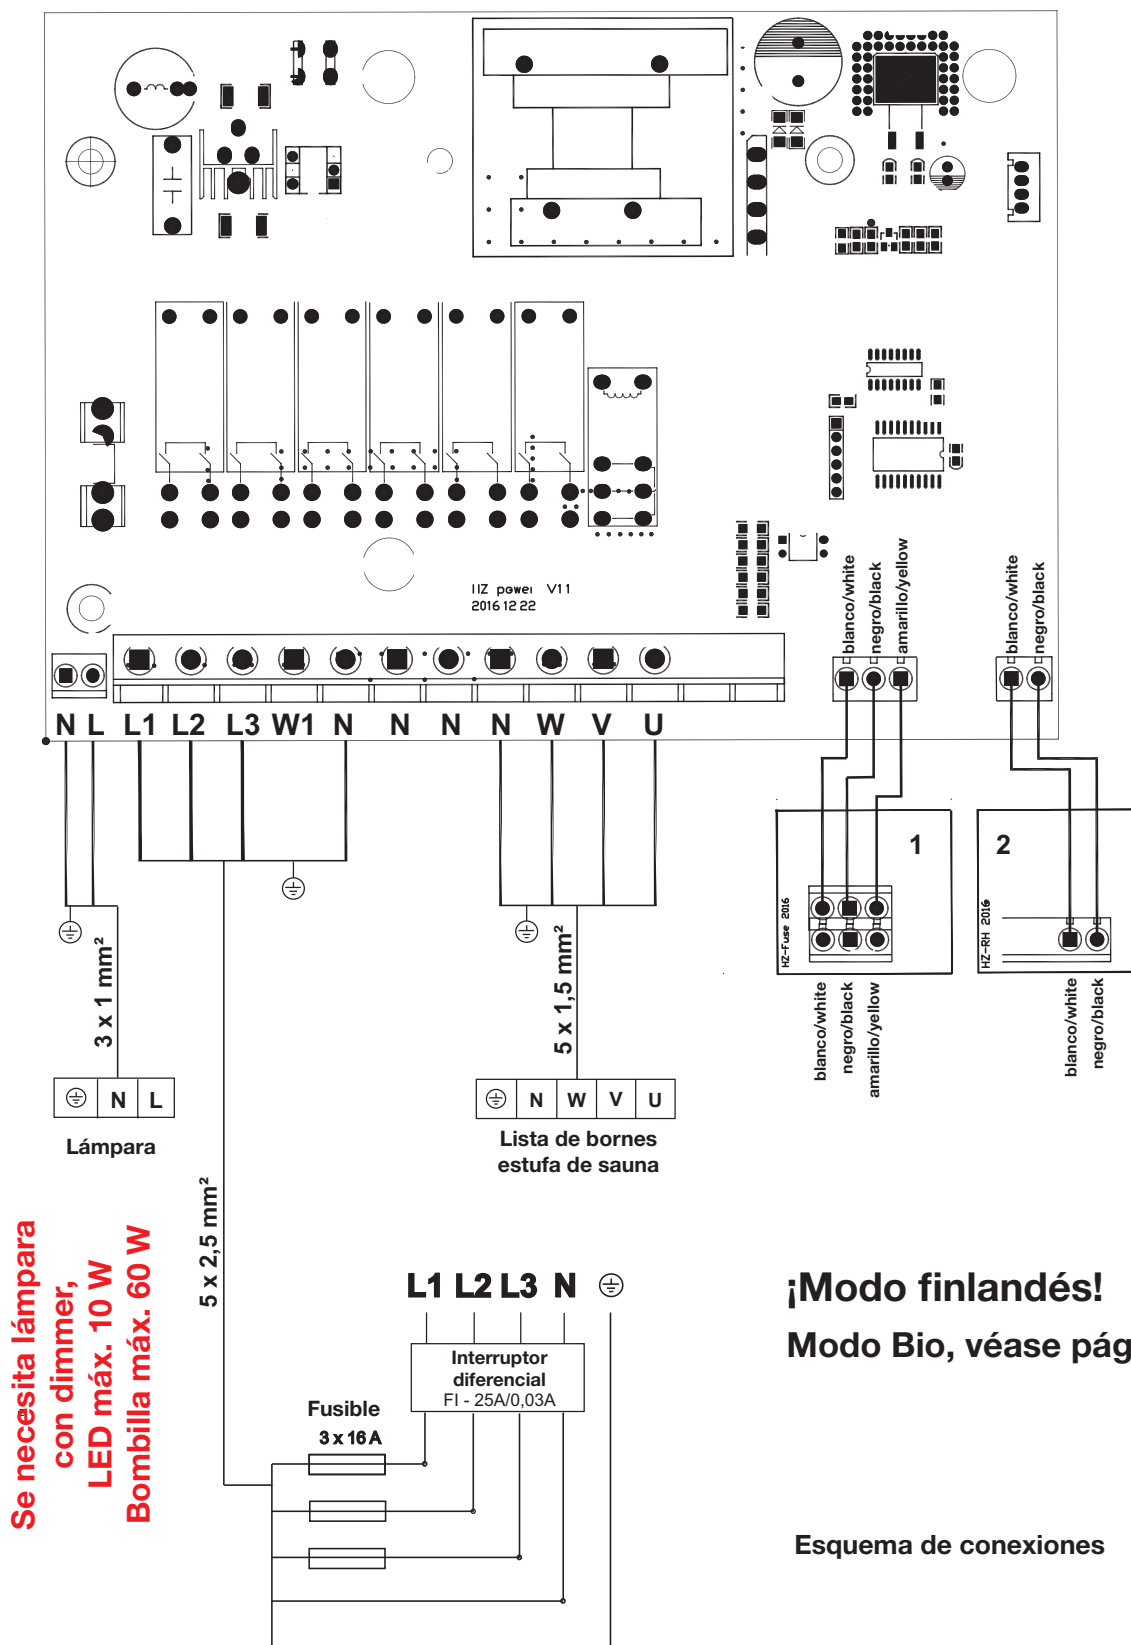 IIZ power V1.1
2016 12 22
blanco/white
negro/black
amarillo/yellow
blanco/white
negro/black
N L L1 L2 L3 W1 N N N N W V U
1
HZ-Fuse 2016
2
HZ-RH 2016
blanco/white
negro/black
amarillo/yellow
blanco/white
negro/black
3 x 1 mm²
5 x 1,5 mm²
N L
Lámpara
N W V U
Lista de bornes
estufa de sauna
5 x 2,5 mm²
Se necesita lámpara
con dimmer,
LED máx. 10 W
Bombilla máx. 60 W
L1 L2 L3 N
Interruptor
diferencial
FI - 25A/0,03A
Fusible
3 x 16 A
¡Modo finlandés!
Modo Bio, véase pág
Esquema de conexiones